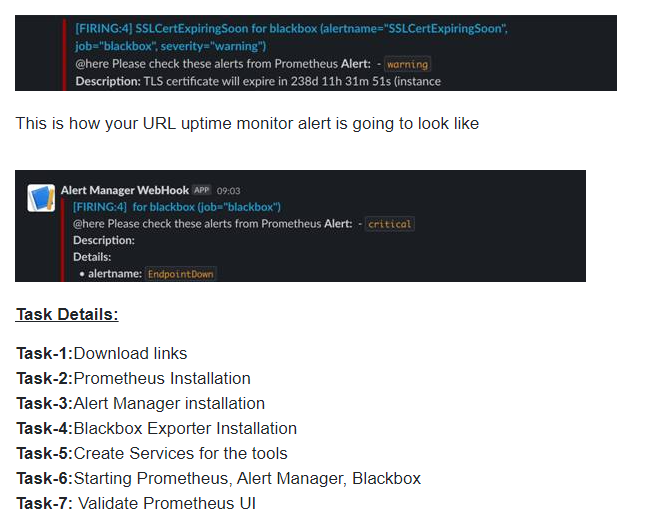 [FIRING:4] SSLCertExpiringSoon for blackbox (alertname="SSLCertExpiringSoon",
job="blackbox", severity="warning")
@here Please check these alerts from Prometheus Alert: - warning
Description: TLS certificate will expire in 238d 11h 31m 51s (instance
This is how your URL uptime monitor alert is going to look like
Alert Manager WebHook APP 09:03
[FIRING:4] for blackbox (job="blackbox")
@here Please check these alerts from Prometheus Alert: - critical
Description:
Details:
• alertname: EndpointDown
Task Details:
Task-1:Download links
Task-2:Prometheus Installation
Task-3:Alert Manager installation
Task-4:Blackbox Exporter Installation
Task-5:Create Services for the tools
Task-6:Starting Prometheus, Alert Manager, Blackbox
Task-7: Validate Prometheus UI